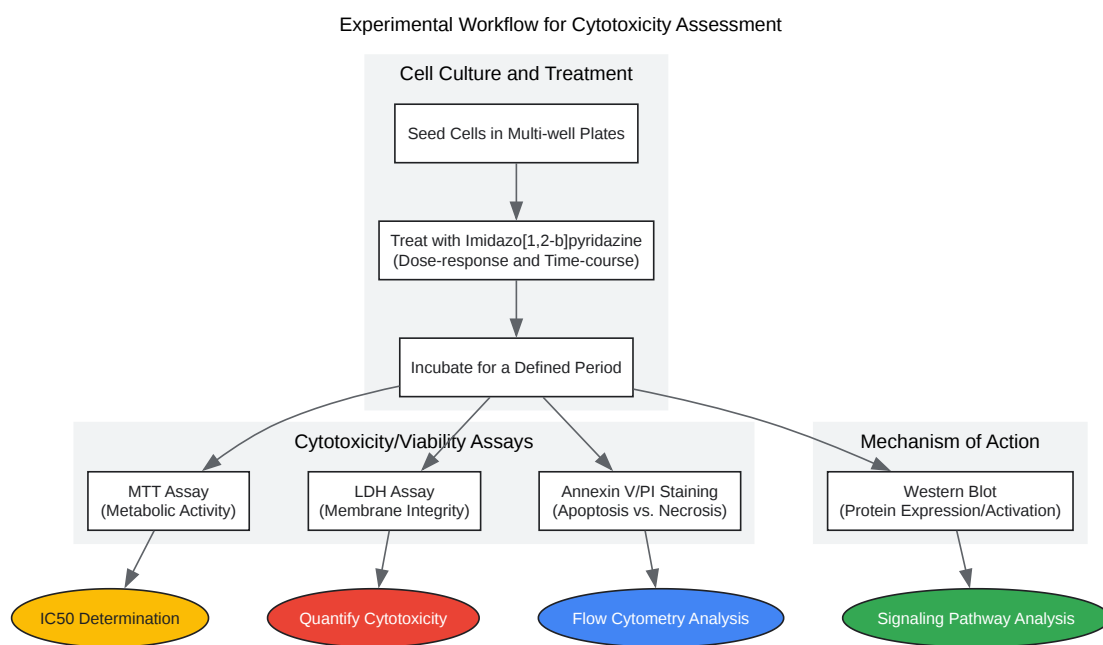 Experimental Workflow for Cytotoxicity Assessment
Cell Culture and Treatment
Seed Cells in Multi-well Plates
Treat with Imidazo[1,2-b]pyridazine
(Dose-response and Time-course)
Incubate for a Defined Period
Cytotoxicity/Viability Assays
Mechanism of Action
MTT Assay
(Metabolic Activity)
LDH Assay
(Membrane Integrity)
Annexin V/PI Staining
(Apoptosis vs. Necrosis)
Western Blot
(Protein Expression/Activation)
IC50 Determination
Quantify Cytotoxicity
Flow Cytometry Analysis
Signaling Pathway Analysis